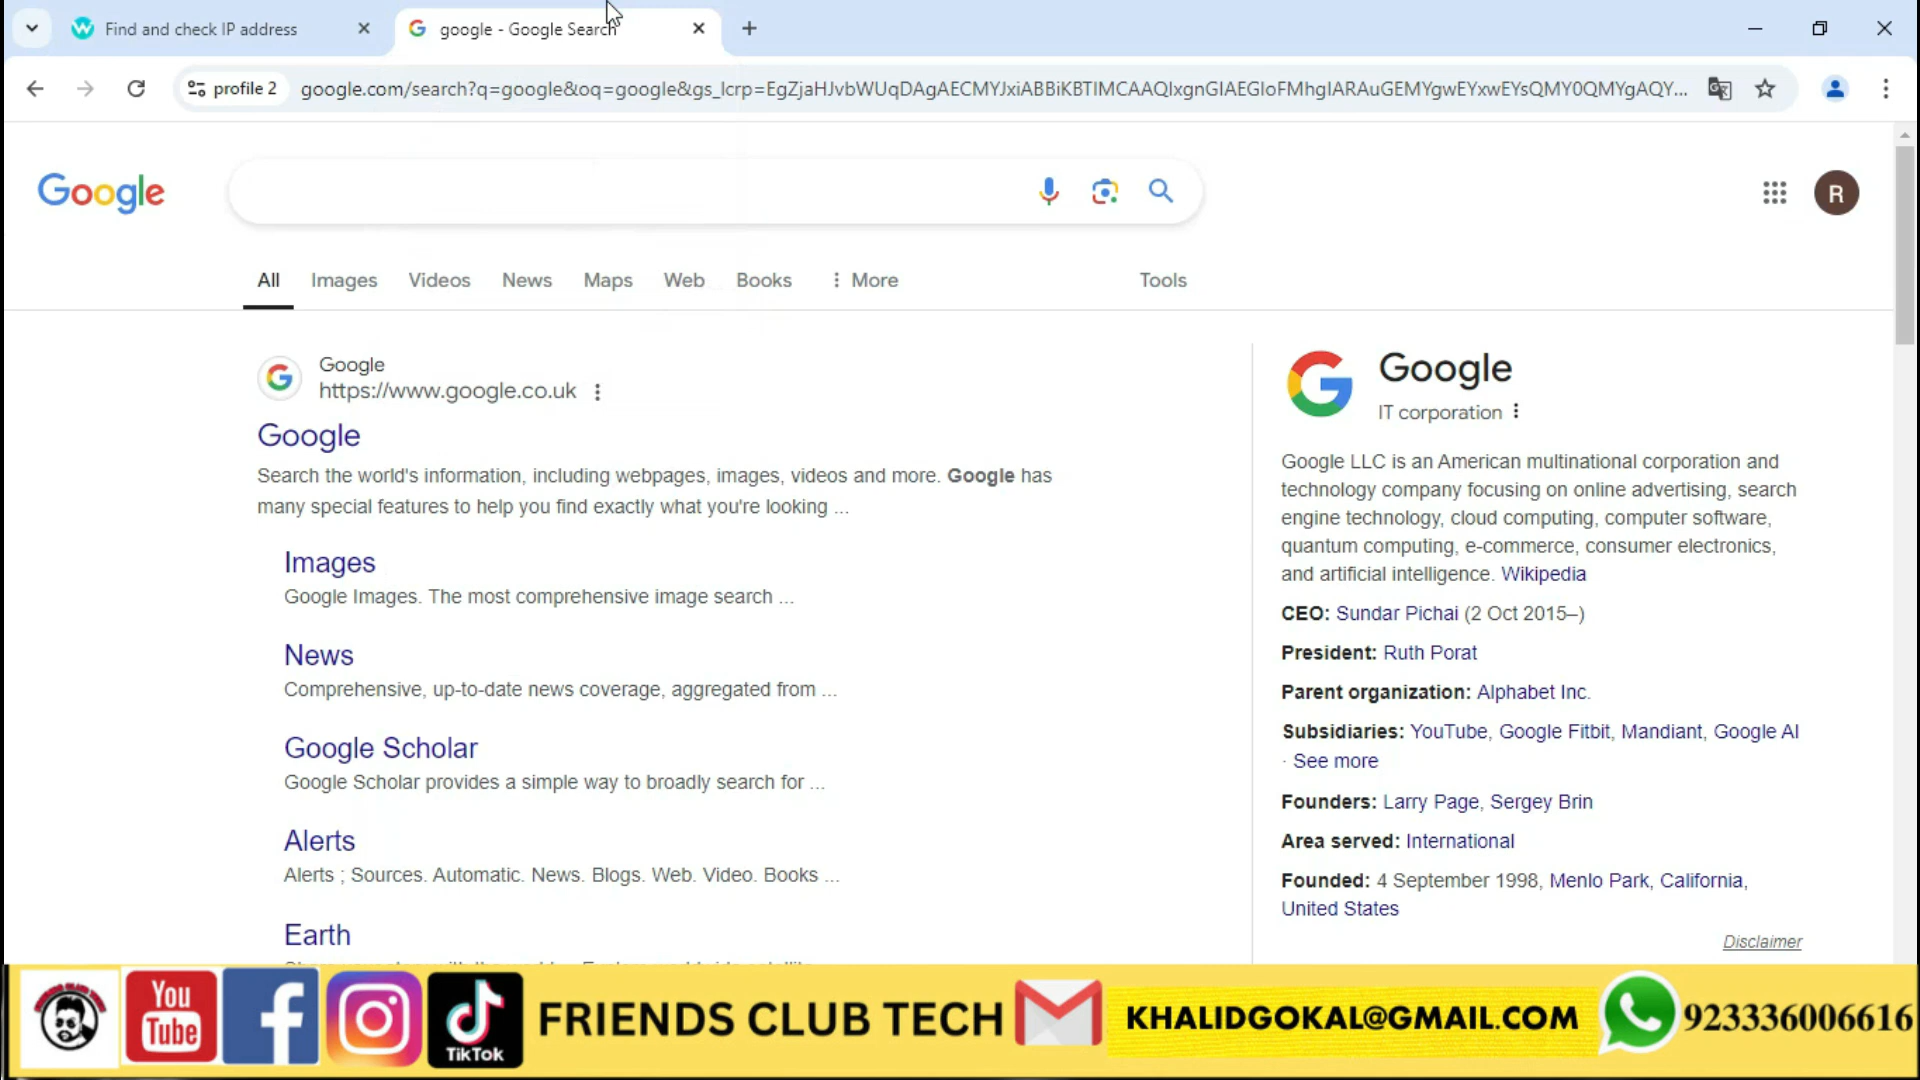 Find and check IP address
google - Google Search
profile 2
google.com/search?q=google&oq=google&gs_lcrp=EgZjaHJvbWUqDAgAECMYJxiABBiKBTIMCAAQIxgnGIAEGIoFMhgIARAuGEMYgwEYxwEYsQMY0QMYgAQY...
Google
All
Images
Videos
News
Maps
Web
Books
More
Tools
R
Google
https://www.google.co.uk
Google
Search the world's information, including webpages, images, videos and more. Google has
many special features to help you find exactly what you're looking ...
Images
Google Images. The most comprehensive image search ...
News
Comprehensive, up-to-date news coverage, aggregated from ...
Google Scholar
Google Scholar provides a simple way to broadly search for ...
Alerts
Alerts ; Sources. Automatic. News. Blogs. Web. Video. Books ...
Earth
Google
IT corporation
Google LLC is an American multinational corporation and
technology company focusing on online advertising, search
engine technology, cloud computing, computer software,
quantum computing, e-commerce, consumer electronics,
and artificial intelligence. Wikipedia
CEO: Sundar Pichai (2 Oct 2015–)
President: Ruth Porat
Parent organization: Alphabet Inc.
Subsidiaries: YouTube, Google Fitbit, Mandiant, Google AI
· See more
Founders: Larry Page, Sergey Brin
Area served: International
Founded: 4 September 1998, Menlo Park, California,
United States
Disclaimer
You
Tube
TikTok
FRIENDS CLUB TECH
KHALIDGOKAL@GMAIL.COM
923336006616